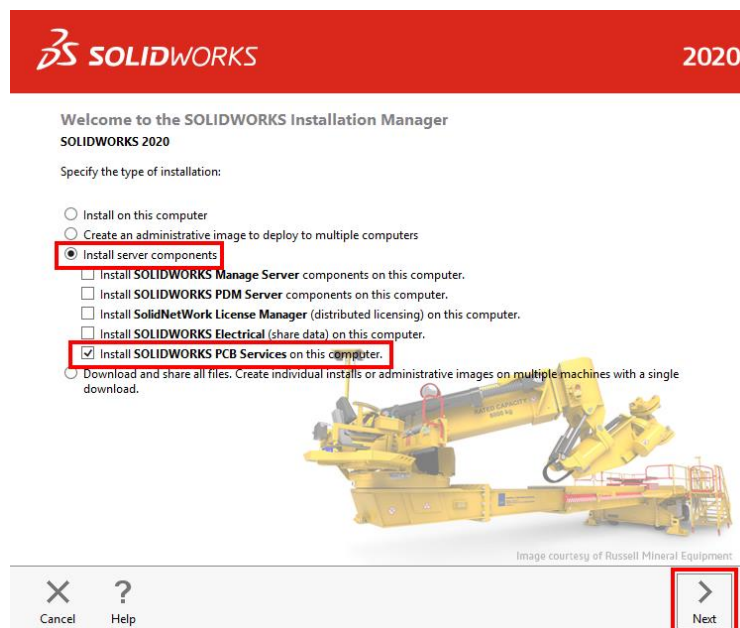 SOLIDWORKS
2020
Welcome to the SOLIDWORKS Installation Manager
SOLIDWORKS 2020
Specify the type of installation:
Install on this computer
Create an administrative image to deploy to multiple computers
Install server components
Install SOLIDWORKS Manage Server components on this computer.
Install SOLIDWORKS PDM Server components on this computer.
Install SolidNetWork License Manager (distributed licensing) on this computer.
Install SOLIDWORKS Electrical (share data) on this computer.
Install SOLIDWORKS PCB Services on this computer.
Download and share all files. Create individual installs or administrative images on multiple machines with a single
download.
RATED CAPACITY
Image courtesy of Russell Mineral Equipment
Cancel
Help
Next